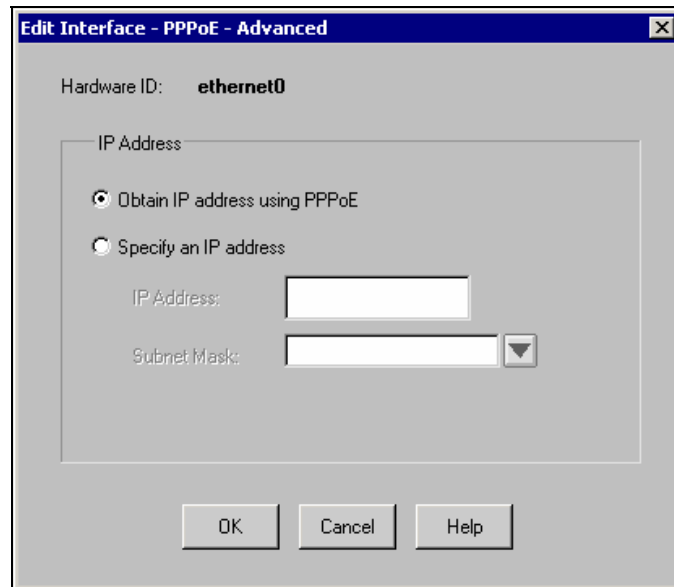 Edit Interface - PPPoE - Advanced
Hardware ID: ethernet0
IP Address
Obtain IP address using PPPoE
Specify an IP address
IP Address:
Subnet Mask:
OK Cancel Help